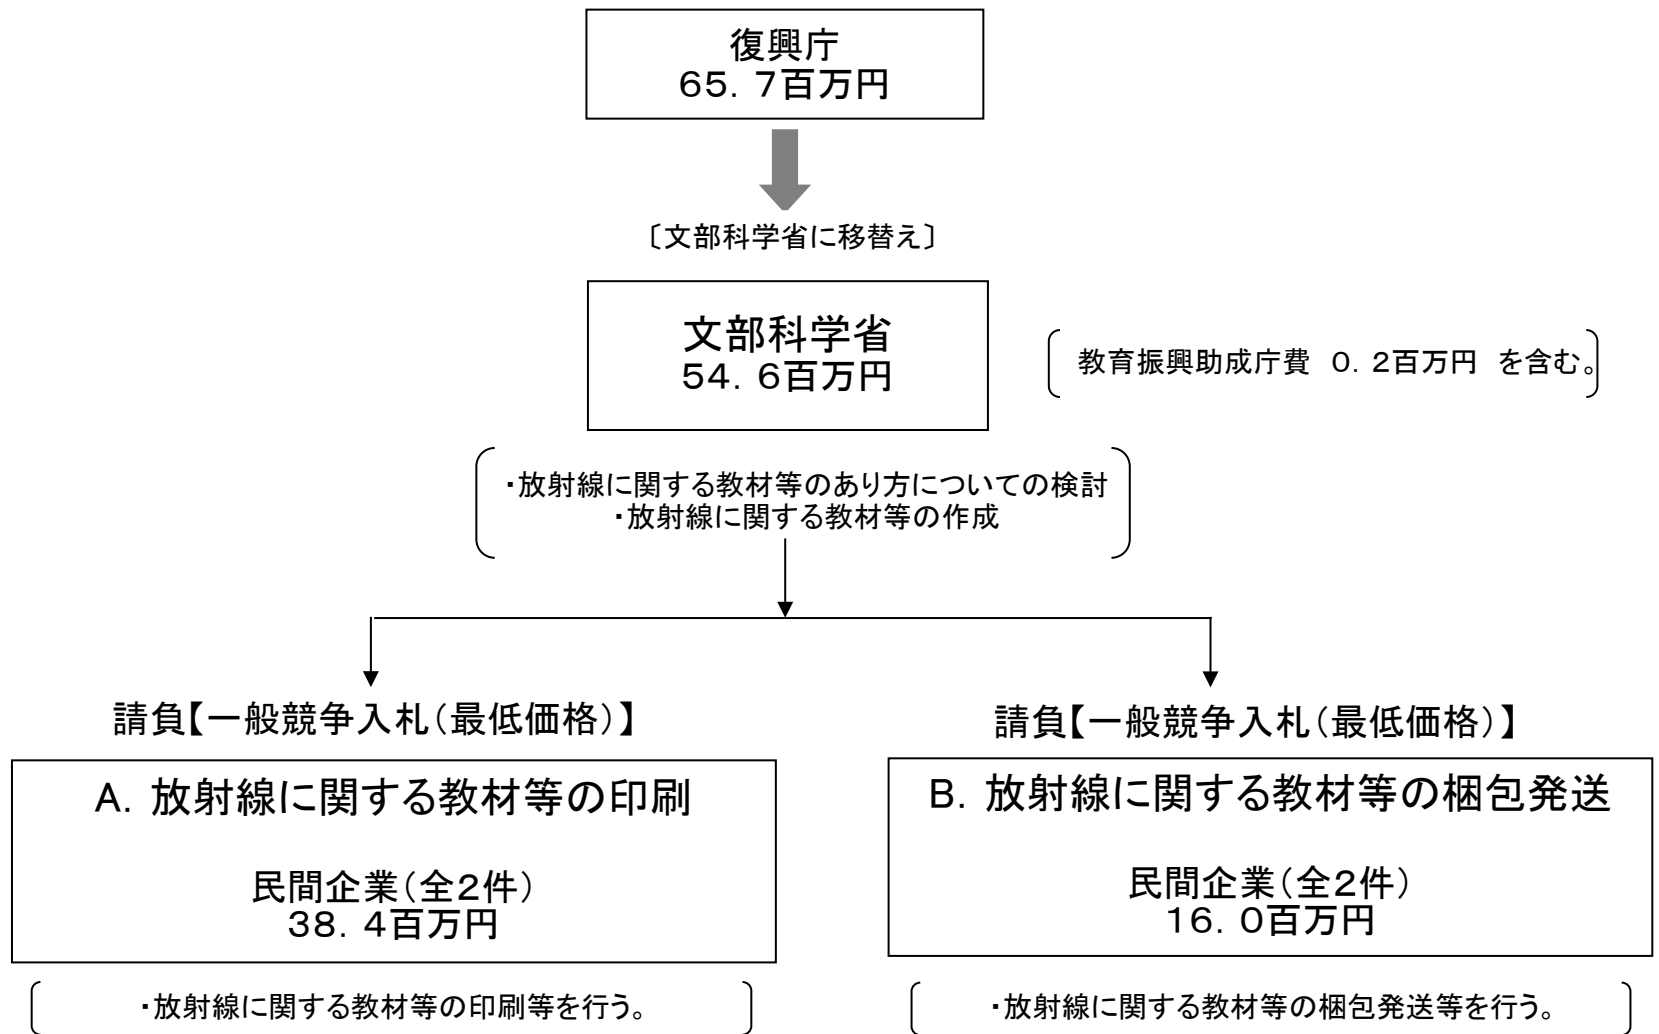 復興庁
65．7百万円
〔文部科学省に移替え〕
文部科学省
54．6百万円
教育振興助成庁費　0．2百万円　を含む。
・放射線に関する教材等のあり方についての検討
・放射線に関する教材等の作成
請負【一般競争入札（最低価格）】
請負【一般競争入札（最低価格）】
A．放射線に関する教材等の印刷
民間企業（全2件）
38．4百万円
B．放射線に関する教材等の梱包発送
民間企業（全2件）
16．0百万円
・放射線に関する教材等の印刷等を行う。
・放射線に関する教材等の梱包発送等を行う。